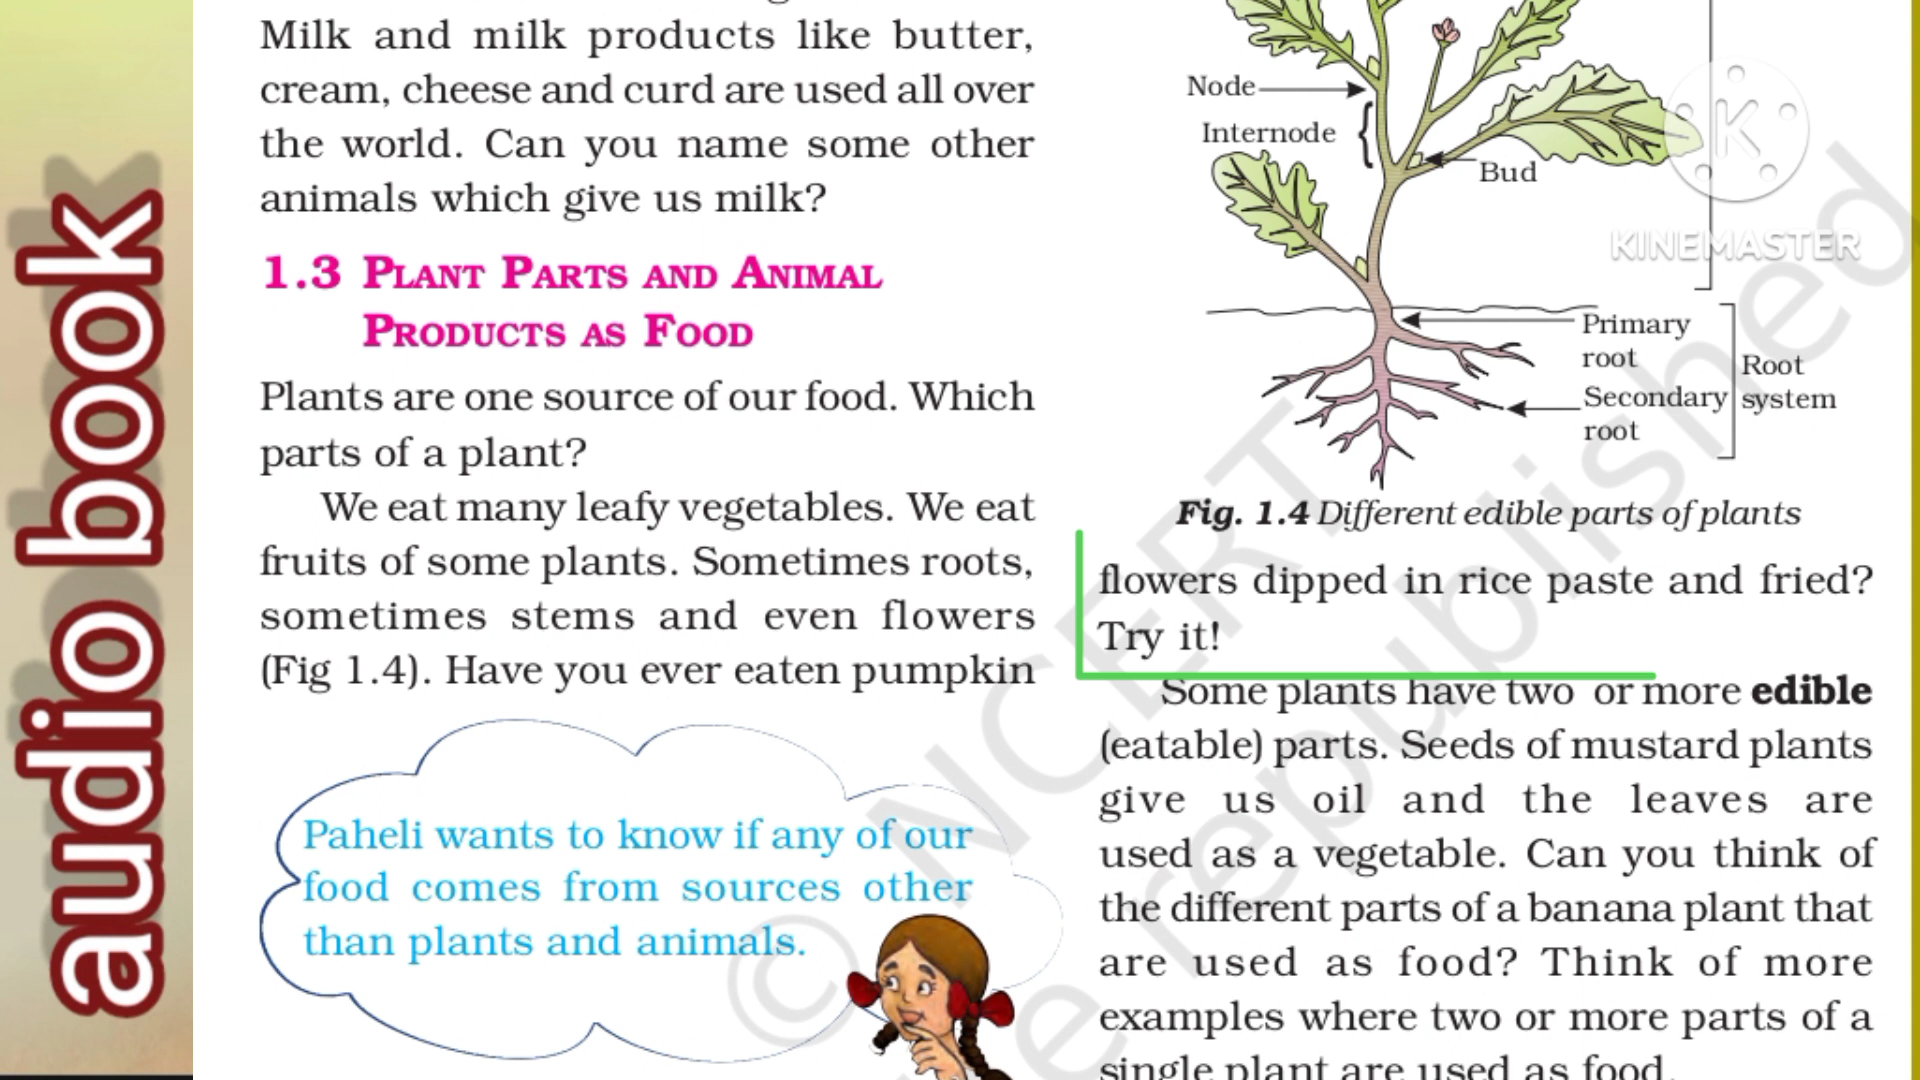 audio book
Milk and milk products like butter,
cream, cheese and curd are used all over
the world. Can you name some other
animals which give us milk?
1.3 PLANT PARTS AND ANIMAL
PRODUCTS AS FOOD
Plants are one source of our food. Which
parts of a plant?
We eat many leafy vegetables. We eat
fruits of some plants. Sometimes roots,
sometimes stems and even flowers
(Fig 1.4). Have you ever eaten pumpkin
Paheli wants to know if any of our
food comes from sources other
than plants and animals.
Node
Internode
Bud
K
KINEMASTER
Primary
root
Secondary
root
Root
system
Fig. 1.4 Different edible parts of plants
flowers dipped in rice paste and fried?
Try it!
Some plants have two or more edible
(eatable) parts. Seeds of mustard plants
give us oil and the leaves are
used as a vegetable. Can you think of
the different parts of a banana plant that
are used as food? Think of more
examples where two or more parts of a
single plant are used as food.
© NCERT
republished